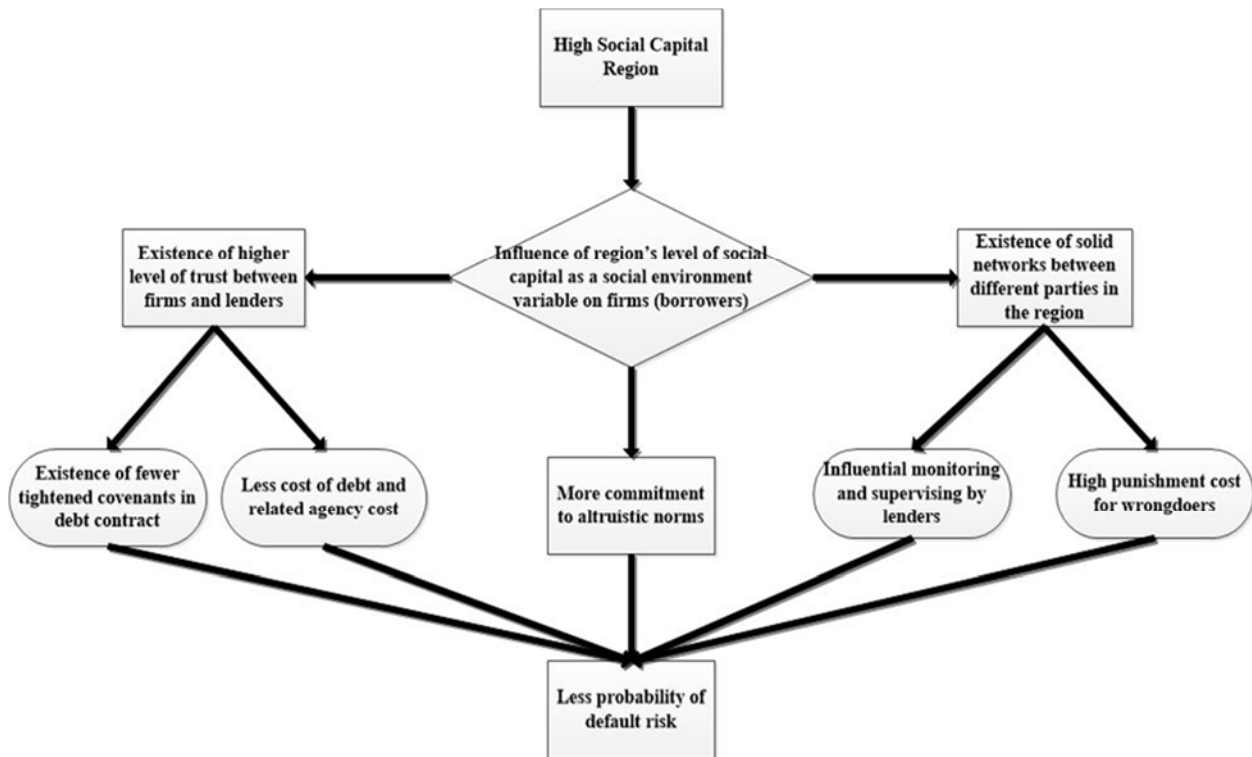 High Social Capital
Region
Influence of region's level of social
capital as a social environment
variable on firms (borrowers)
Existence of higher
level of trust between
firms and lenders
Existence of solid
networks between
different parties in
the region
Existence of fewer
tightened covenants in
debt contract
Less cost of debt and
related agency cost
More commitment
to altruistic norms
Influential monitoring
and supervising by
lenders
High punishment cost
for wrongdoers
Less probability of
default risk